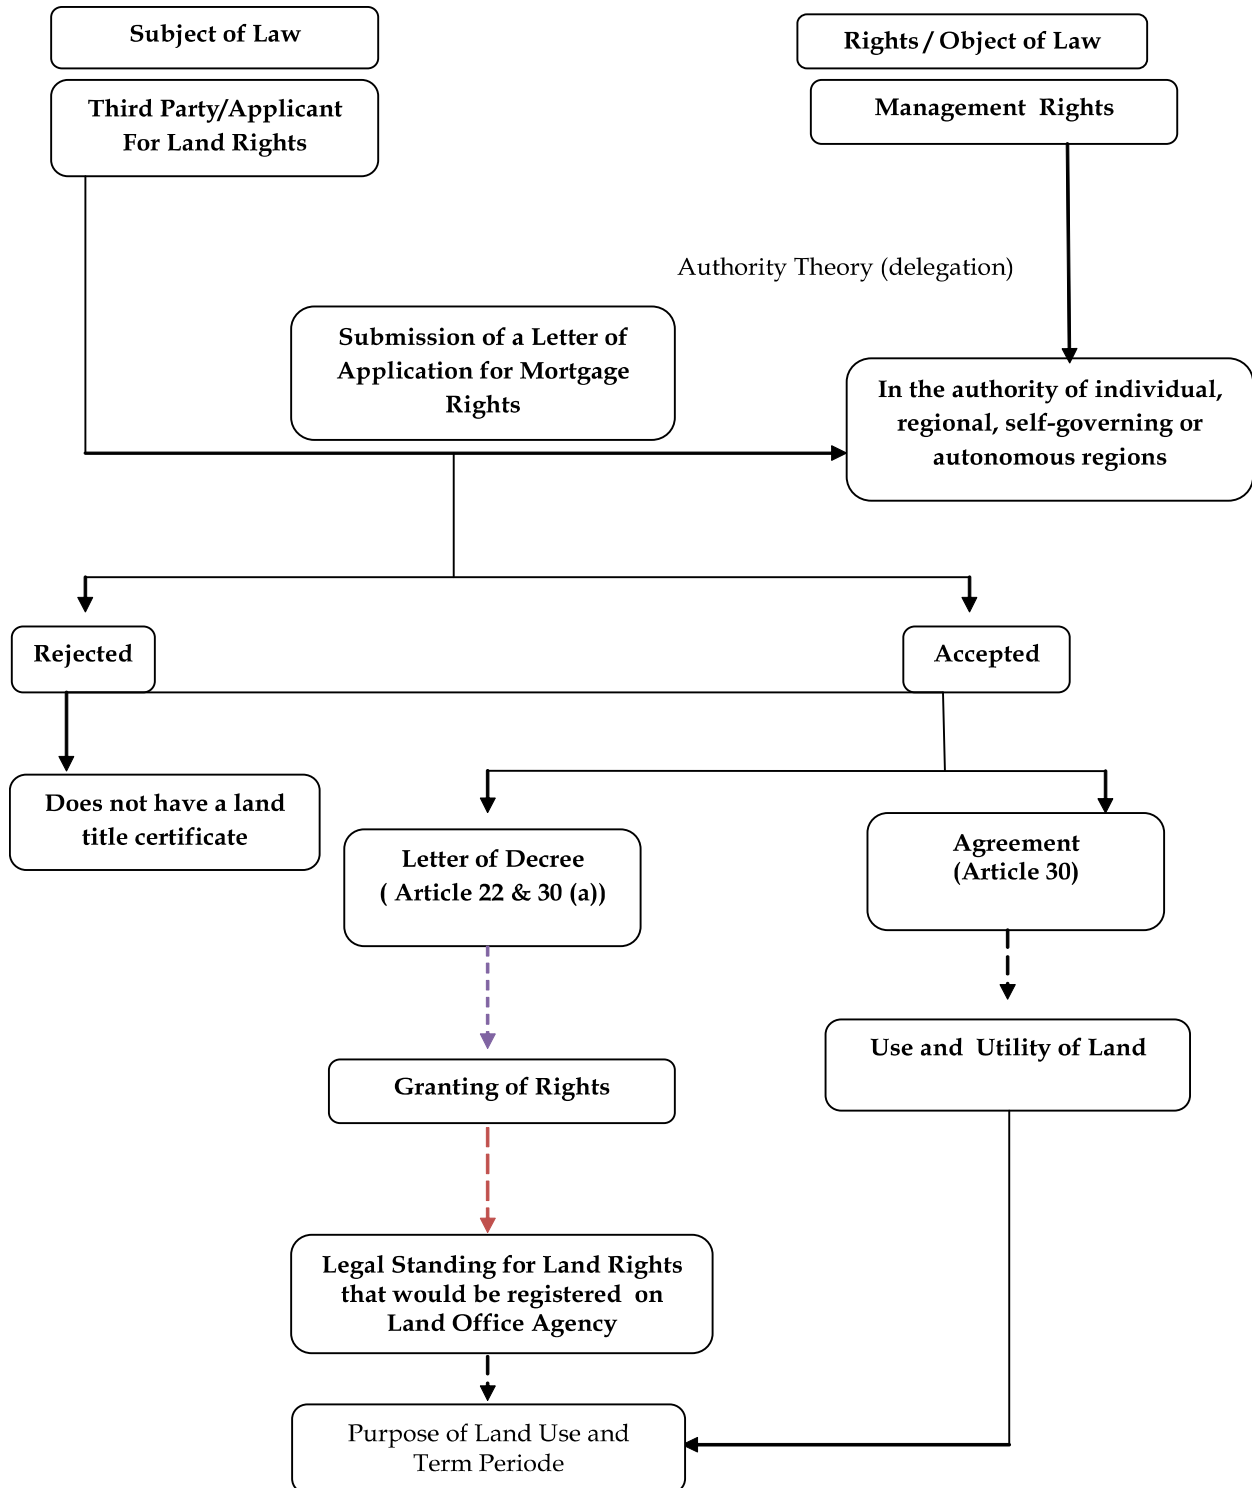 Subject of Law
Rights / Object of Law
Third Party/Applicant
For Land Rights
Management  Rights
Authority Theory (delegation)
Submission of a Letter of
Application for Mortgage
Rights
In the authority of individual,
regional, self-governing or
autonomous regions
Rejected
Accepted
Does not have a land
title certificate
Letter of Decree
( Article 22 & 30 (a))
Agreement
(Article 30)
Use and  Utility of Land
Granting of Rights
Legal Standing for Land Rights
that would be registered  on
Land Office Agency
Purpose of Land Use and
Term Periode